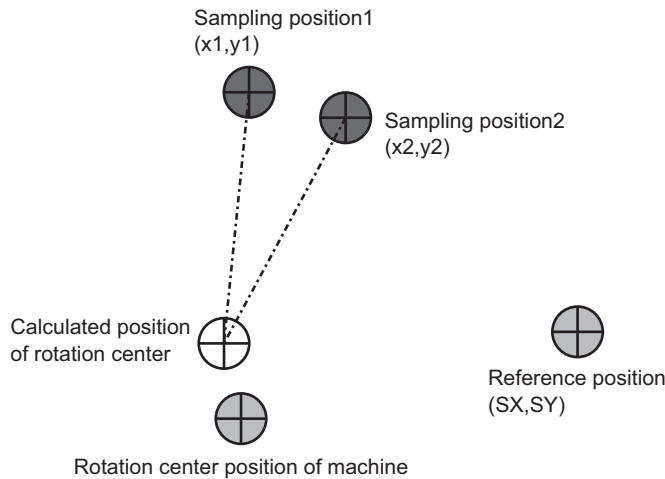 Sampling position1
(x1,y1)
Sampling position2
(x2,y2)
Calculated position
of rotation center
Reference position
(SX,SY)
Rotation center position of machine